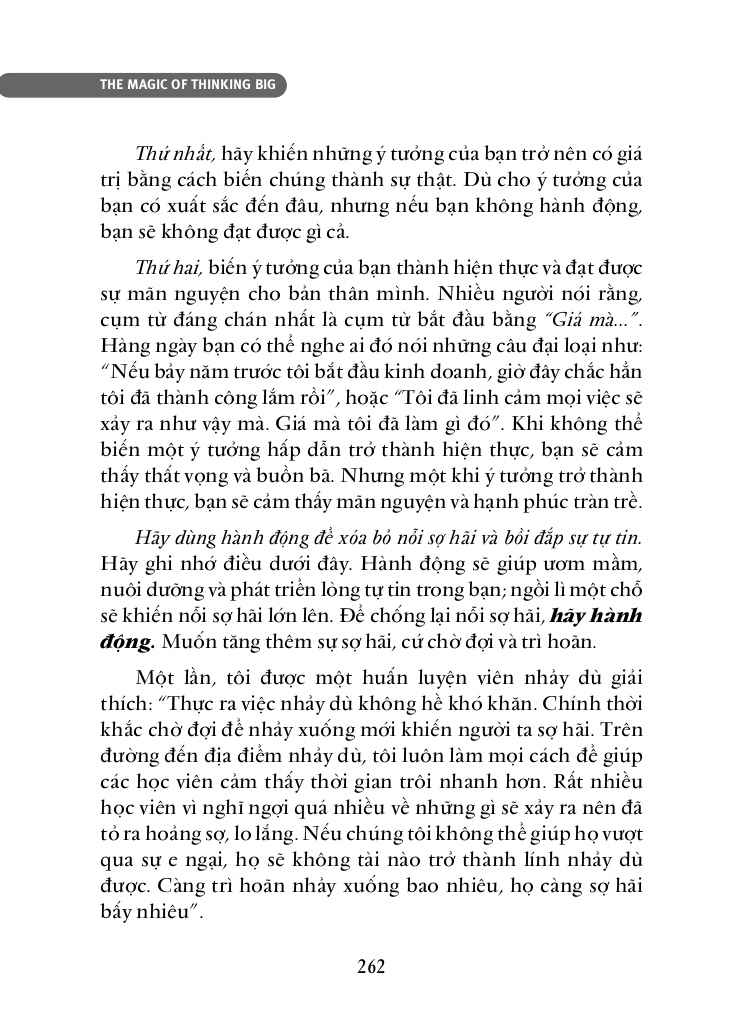 THE MAGIC OF THINKING BIG
Thứ nhất, hãy khiến những ý tưởng của bạn trở nên có giá
trị bằng cách biến chúng thành sự thật. Dù cho ý tưởng của
bạn có xuất sắc đến đâu, nhưng nếu bạn không hành động,
bạn sẽ không đạt được gì cả.
Thứ hai, biến ý tưởng của bạn thành hiện thực và đạt được
sự mãn nguyện cho bản thân mình. Nhiều người nói rằng,
cụm từ đáng chán nhất là cụm từ bắt đầu bằng “Giá mà...”.
Hàng ngày bạn có thể nghe ai đó nói những câu đại loại như:
“Nếu bảy năm trước tôi bắt đầu kinh doanh, giờ đây chắc hẳn
tôi đã thành công lắm rồi”, hoặc “Tôi đã linh cảm mọi việc sẽ
xảy ra như vậy mà. Giá mà tôi đã làm gì đó”. Khi không thể
biến một ý tưởng hấp dẫn trở thành hiện thực, bạn sẽ cảm
thấy thất vọng và buồn bã. Nhưng một khi ý tưởng trở thành
hiện thực, bạn sẽ cảm thấy mãn nguyện và hạnh phúc tràn trề.
Hãy dùng hành động để xóa bỏ nỗi sợ hãi và bồi đắp sự tự tin.
Hãy ghi nhớ điều dưới đây. Hành động sẽ giúp ươm mầm,
nuôi dưỡng và phát triển lòng tự tin trong bạn; ngồi lì một chỗ
sẽ khiến nỗi sợ hãi lớn lên. Để chống lại nỗi sợ hãi, hãy hành
động. Muốn tăng thêm sự sợ hãi, cứ chờ đợi và trì hoãn.
Một lần, tôi được một huấn luyện viên nhảy dù giải
thích: “Thực ra việc nhảy dù không hề khó khăn. Chính thời
khắc chờ đợi để nhảy xuống mới khiến người ta sợ hãi. Trên
đường đến địa điểm nhảy dù, tôi luôn làm mọi cách để giúp
các học viên cảm thấy thời gian trôi nhanh hơn. Rất nhiều
học viên vì nghĩ ngợi quá nhiều về những gì sẽ xảy ra nên đã
tỏ ra hoảng sợ, lo lắng. Nếu chúng tôi không thể giúp họ vượt
qua sự e ngại, họ sẽ không tài nào trở thành lính nhảy dù
được. Càng trì hoãn nhảy xuống bao nhiêu, họ càng sợ hãi
bấy nhiêu”.
262